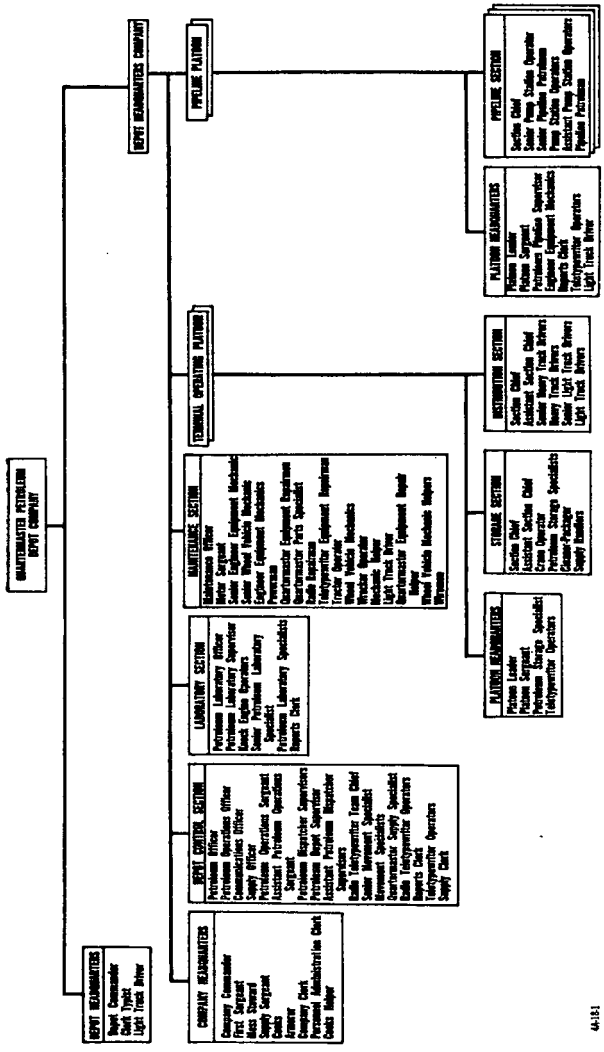 QUARTERMASTER PETROLEUM
DEPOT COMPANY
DEPOT HEADQUARTERS
Depot Commander
Clerk Typist
Light Truck Driver
DEPOT HEADQUARTERS COMPANY
COMPANY HEADQUARTERS
Company Commander
First Sergeant
Mess Steward
Supply Sergeant
Cooks
Armorer
Company Clerk
Personnel Administration Clerk
Cooks Helper
DEPOT CONTROL SECTION
Petroleum Officer
Petroleum Operations Officer
Communications Officer
Supply Officer
Petroleum Operations Sergeant
Assistant Petroleum Operations
Sergeant
Petroleum Dispatcher Supervisors
Petroleum Depot Supervisor
Assistant Petroleum Dispatcher
Supervisors
Radio Teletypewriter Team Chief
Senior Movement Specialist
Movement Specialists
Quartermaster Supply Specialist
Radio Teletypewriter Operators
Reports Clerk
Teletypewriter Operators
Supply Clerk
LABORATORY SECTION
Petroleum Laboratory Officer
Petroleum Laboratory Supervisor
Knock Engine Operators
Senior Petroleum Laboratory
Specialist
Petroleum Laboratory Specialists
Reports Clerk
MAINTENANCE SECTION
Maintenance Officer
Motor Sergeant
Senior Engineer Equipment Mechanic
Senior Wheel Vehicle Mechanic
Engineer Equipment Mechanics
Powerman
Quartermaster Equipment Repairman
Quartermaster Parts Specialist
Radio Repairman
Teletypewriter Equipment Repairman
Tractor Operator
Wheel Vehicle Mechanics
Wrecker Operator
Mechanic Helper
Light Truck Driver
Quartermaster Equipment Repair
Helper
Wheel Vehicle Mechanic Helpers
Wireman
TERMINAL OPERATING PLATOON
PIPELINE PLATOON
PLATOON HEADQUARTERS
Platoon Leader
Platoon Sergeant
Petroleum Storage Specialist
Teletypewriter Operators
STORAGE SECTION
Section Chief
Assistant Section Chief
Crane Operator
Petroleum Storage Specialists
Cleaner-Packager
Supply Handlers
DISTRIBUTION SECTION
Section Chief
Assistant Section Chief
Senior Heavy Truck Drivers
Heavy Truck Drivers
Senior Light Truck Drivers
Light Truck Drivers
PLATOON HEADQUARTERS
Platoon Leader
Platoon Sergeant
Petroleum Pipeline Supervisor
Engineer Equipment Mechanics
Reports Clerk
Teletypewriter Operators
Light Truck Driver
PIPELINE SECTION
Section Chief
Senior Pump Station Operator
Senior Pipeline Patrolman
Pump Station Operators
Assistant Pump Station Operators
Pipeline Patrolman
44-18-1